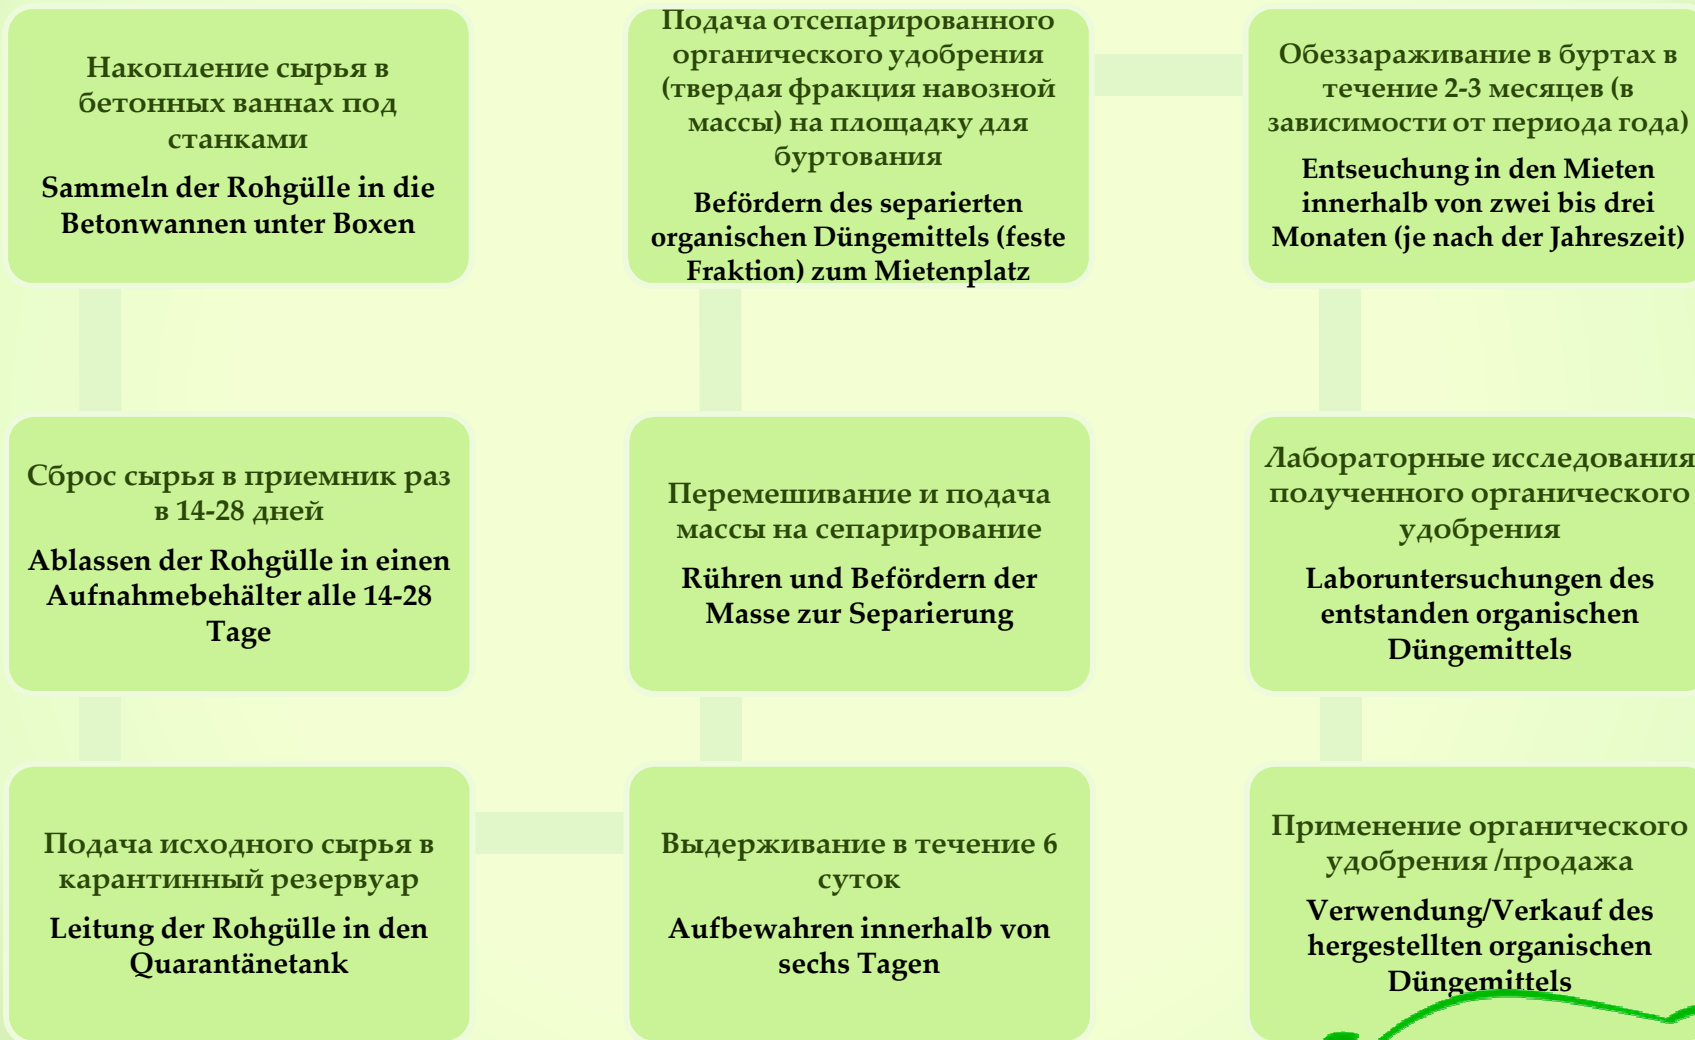 Накопление сырья в
бетонных ваннах под
станками
Sammeln der Rohgülle in die
Betonwannen unter Boxen
Сброс сырья в приемник раз
в 14-28 дней
Ablassen der Rohgülle in einen
Aufnahmebehälter alle 14-28
Tage
Подача исходного сырья в
карантинный резервуар
Leitung der Rohgülle in den
Quarantänetank
Выдерживание в течение 6
суток
Aufbewahren innerhalb von
sechs Tagen
Перемешивание и подача
массы на сепарирование
Rühren und Befördern der
Masse zur Separierung
Подача отсепарированного
органического удобрения
(твердая фракция навозной
массы) на площадку для
буртования
Befördern des separierten
organischen Düngemittels (feste
Fraktion) zum Mietenplatz
Обеззараживание в буртах в
течение 2-3 месяцев (в
зависимости от периода года)
Entseuchung in den Mieten
innerhalb von zwei bis drei
Monaten (je nach der Jahreszeit)
Лабораторные исследования
полученного органического
удобрения
Laboruntersuchungen des
entstanden organischen
Düngemittels
Применение органического
удобрения /продажа
Verwendung/Verkauf des
hergestellten organischen
Düngemittels